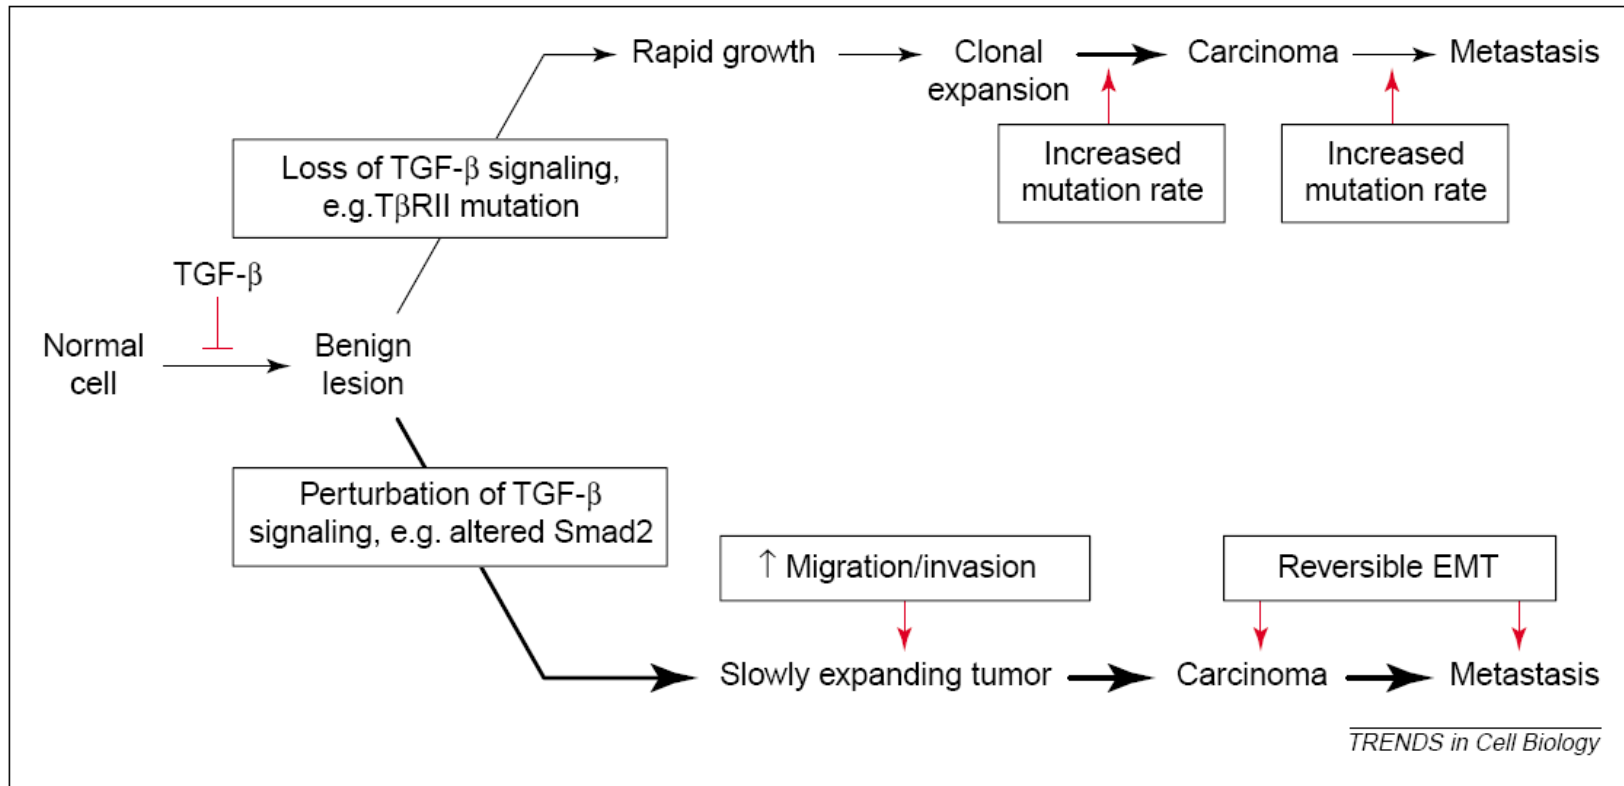 Rapid growth
Clonal
expansion
Carcinoma
Metastasis
Increased
mutation rate
Increased
mutation rate
Loss of TGF-β signaling,
e.g.TβRII mutation
TGF-β
Normal
cell
Benign
lesion
Perturbation of TGF-β
signaling, e.g. altered Smad2
↑ Migration/invasion
Reversible EMT
Slowly expanding tumor
Carcinoma
Metastasis
TRENDS in Cell Biology